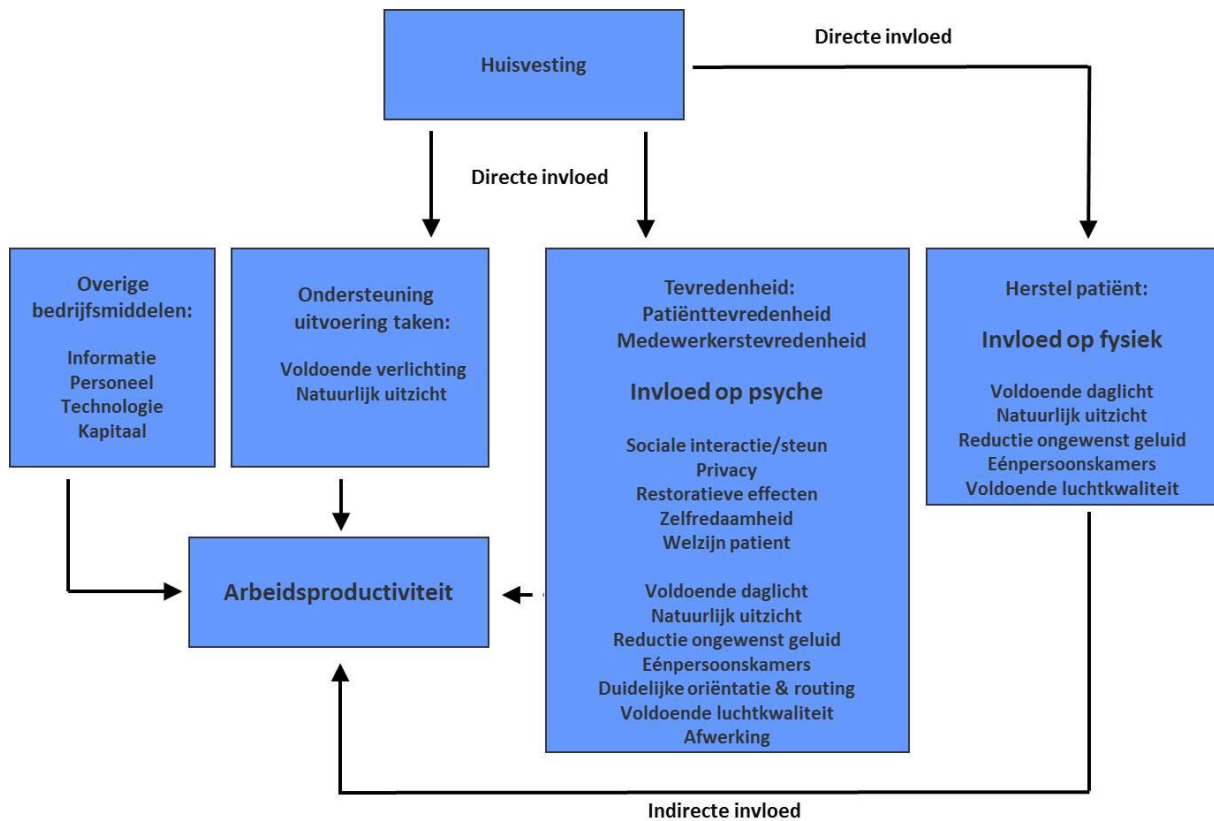 Directe invloed
Huisvesting
Directe invloed
Overige
bedrijfsmiddelen:
Informatie
Personeel
Technologie
Kapitaal
Ondersteuning
uitvoering taken:
Voldoende verlichting
Natuurlijk uitzicht
Tevredenheid:
Patiënttevredenheid
Medewerkerstevredenheid
Invloed op psyche
Sociale interactie/steun
Privacy
Restoratieve effecten
Zelfredaamheid
Welzijn patient
Voldoende daglicht
Natuurlijk uitzicht
Reductie ongewenst geluid
Eénpersoonskamers
Duidelijke oriëntatie & routing
Voldoende luchtkwaliteit
Afwerking
Herstel patiënt:
Invloed op fysiek
Voldoende daglicht
Natuurlijk uitzicht
Reductie ongewenst geluid
Eénpersoonskamers
Voldoende luchtkwaliteit
Arbeidsproductiviteit
Indirecte invloed